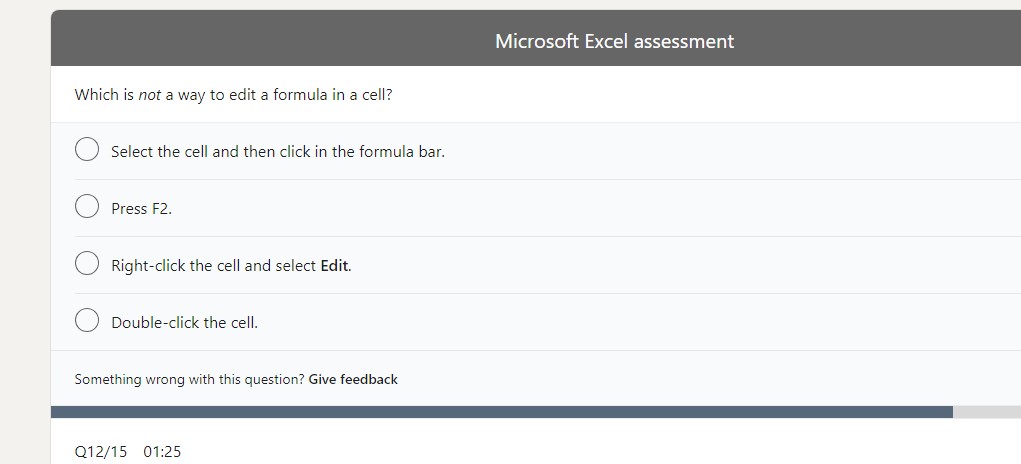 Microsoft Excel assessment
Which is not a way to edit a formula in a cell?
Select the cell and then click in the formula bar.
Press F2.
Right-click the cell and select Edit.
Double-click the cell.
Something wrong with this question? Give feedback
Q12/15 01:25